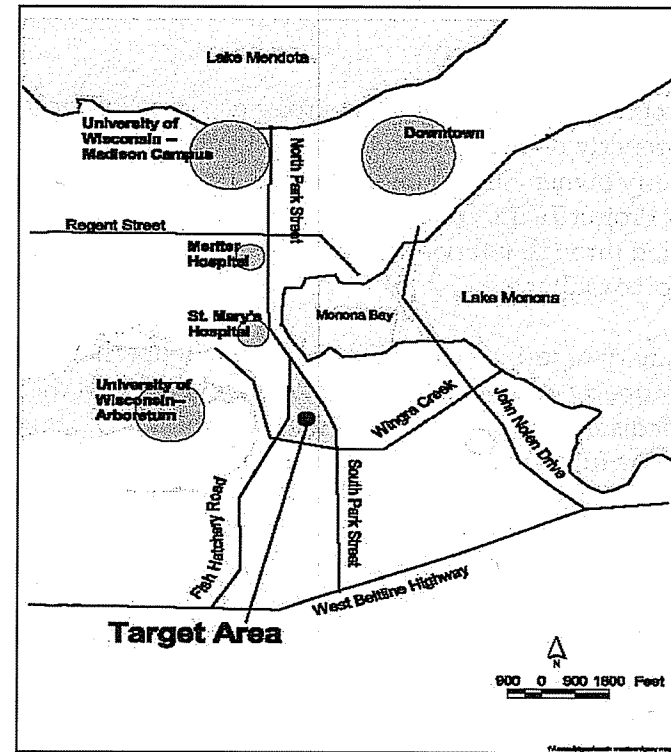 Lake Mendota
University of
Wisconsin –
Madison Campus
Downtown
North Park Street
Regent Street
Meriter
Hospital
Lake Monona
Monona Bay
St. Mary's
Hospital
University of
Wisconsin–
Arboretum
Wingra Creek
John Nolen Drive
Fish Hatchery Road
South Park Street
West Beltline Highway
Target Area
N
900 0 900 1800 Feet